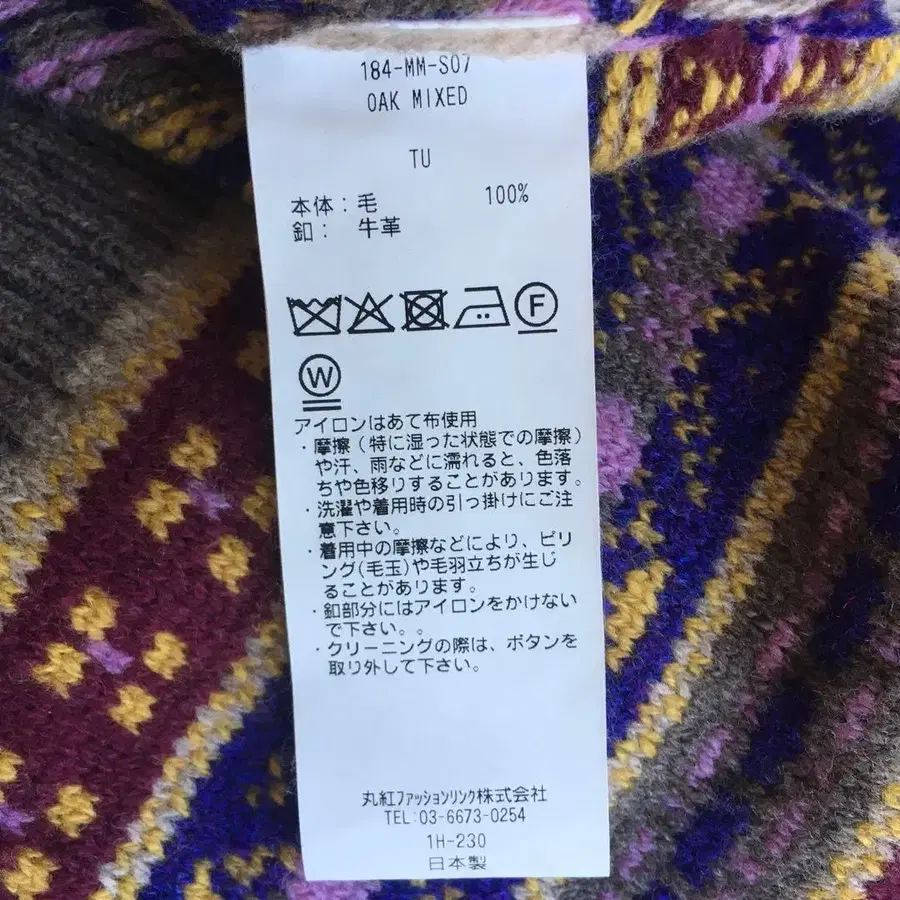 184-MM-S07
OAK MIXED
TU
本体：毛 100%
釦： 牛革
F
W
アイロンはあて布使用
・摩擦（特に湿った状態での摩擦）
や汗、雨などに濡れると、色落
ちや色移りすることがあります。
・洗濯や着用時の引っ掛けにご注
意下さい。
・着用中の摩擦などにより、ピリ
ング(毛玉)や毛羽立ちが生じ
ることがあります。
・釦部分にはアイロンをかけない
で下さい。。
・クリーニングの際は、ボタンを
取り外して下さい。
丸紅ファッションリンク株式会社
TEL:03-6673-0254
1H-230
日本製